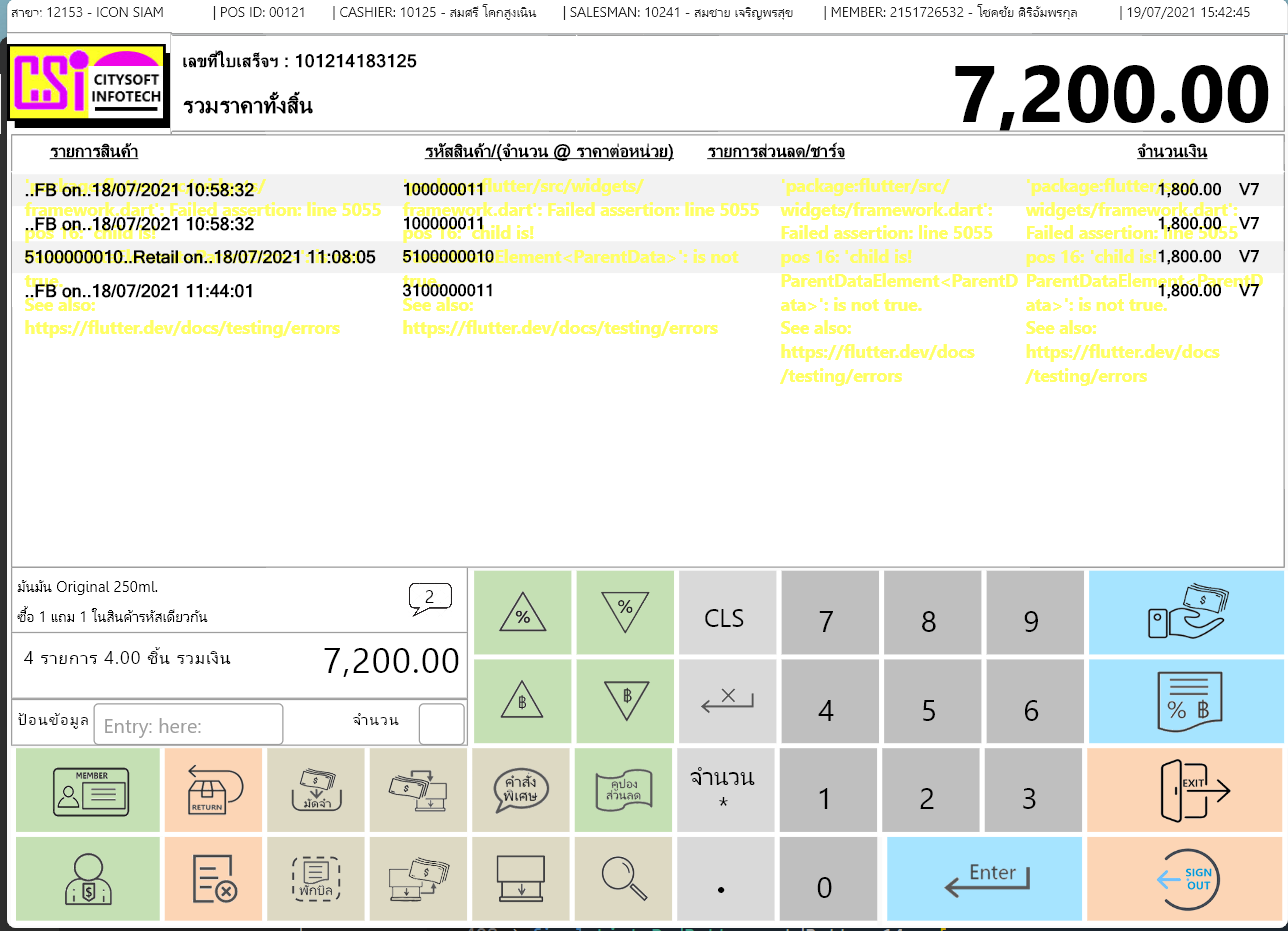 สาขา: 12153 - ICON SIAM | POS ID: 00121 | CASHIER: 10125 - สมศรี โคกสูงเนิน | SALESMAN: 10241 - สมชาย เจริญพรสุข | MEMBER: 2151726532 - โชคชัย ศิริอัมพรกุล | 19/07/2021 15:42:45
CSi CITYSOFT INFOTECH
เลขที่ใบเสร็จฯ : 101214183125
รวมราคาทั้งสิ้น
7,200.00
รายการสินค้า รหัสสินค้า/(จำนวน @ ราคาต่อหน่วย) รายการส่วนลด/ชาร์จ จำนวนเงิน
..FB on..18/07/2021 10:58:32 100000011 1,800.00 V7
..FB on..18/07/2021 10:58:32 100000011 1,800.00 V7
5100000010..Retail on..18/07/2021 11:08:05 5100000010 1,800.00 V7
..FB on..18/07/2021 11:44:01 3100000011 1,800.00 V7
framework.dart': Failed assertion: line 5055
pos 16: 'child is!
true.
See also:
https://flutter.dev/docs/testing/errors
flutter/src/widgets/
framework.dart': Failed assertion: line 5055
pos 16: 'child is!
Element<ParentData>': is not
true.
See also:
https://flutter.dev/docs/testing/errors
'package:flutter/src/
widgets/framework.dart':
Failed assertion: line 5055
pos 16: 'child is!
ParentDataElement<ParentD
ata>': is not true.
See also:
https://flutter.dev/docs
/testing/errors
'package:flutter
widgets/framework.dart':
Failed assertion: line 5055
pos 16: 'child is!
ParentDataElement<ParentD
ata>': is not true.
See also:
https://flutter.dev/docs
/testing/errors
มันมัน Original 250ml.
ซื้อ 1 แถม 1 ในสินค้ารหัสเดียวกัน
2
4 รายการ 4.00 ชิ้น รวมเงิน 7,200.00
ป้อนข้อมูล Entry: here: จำนวน
% % CLS 7 8 9 $
฿ ฿ X 4 5 6 % ฿
MEMBER RETURN $ มัดจำ $ คำสั่ง พิเศษ คูปอง ส่วนลด จำนวน * 1 2 3 EXIT
$ พักบิล $ . 0 Enter SIGN OUT